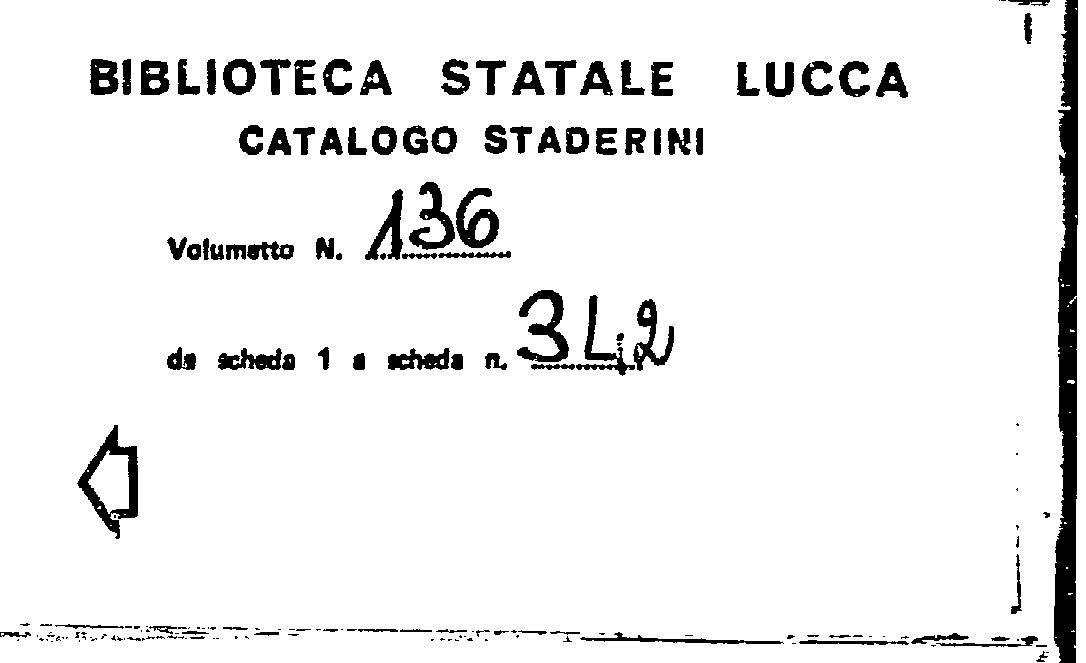 BIBLIOTECA STATALE LUCCA
CATALOGO STADERINI
Volumetto N. 136
da scheda 1 a scheda n. 342